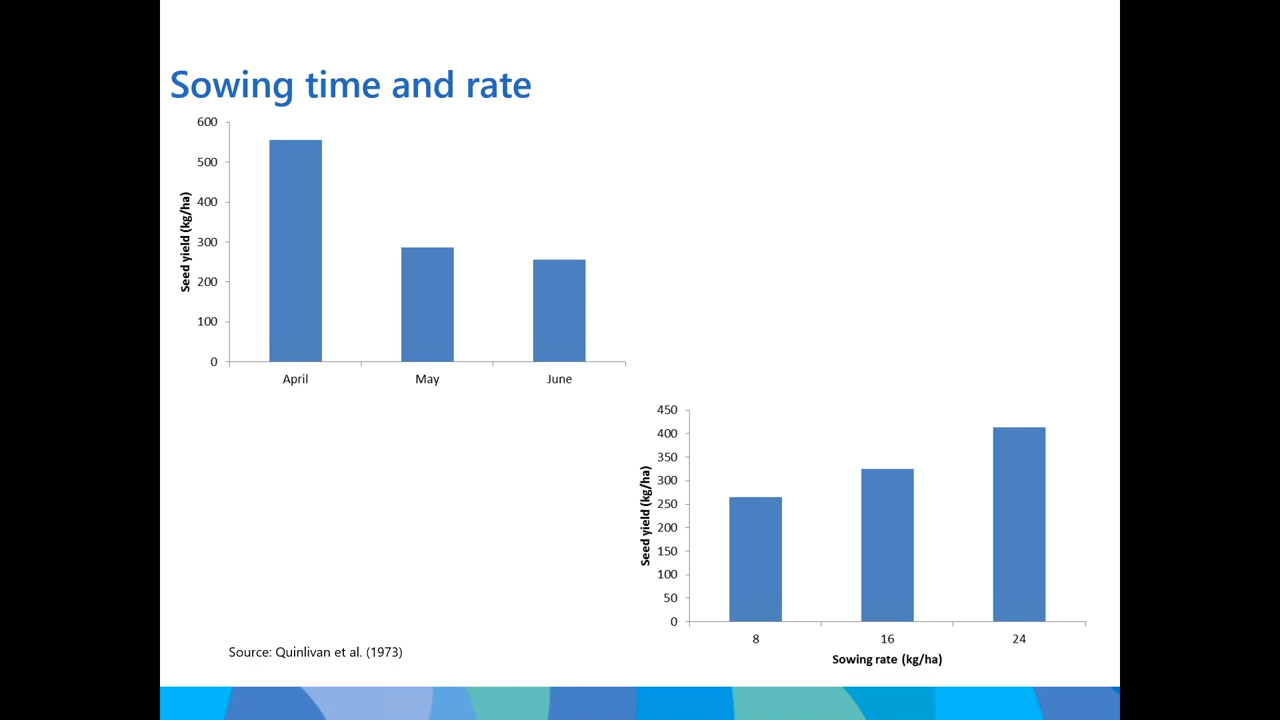 Sowing time and rate
600
500
400
300
200
100
0
Seed yield (kg/ha)
April May June
450
400
350
300
250
200
150
100
50
0
Seed yield (kg/ha)
8 16 24
Sowing rate (kg/ha)
Source: Quinlivan et al. (1973)